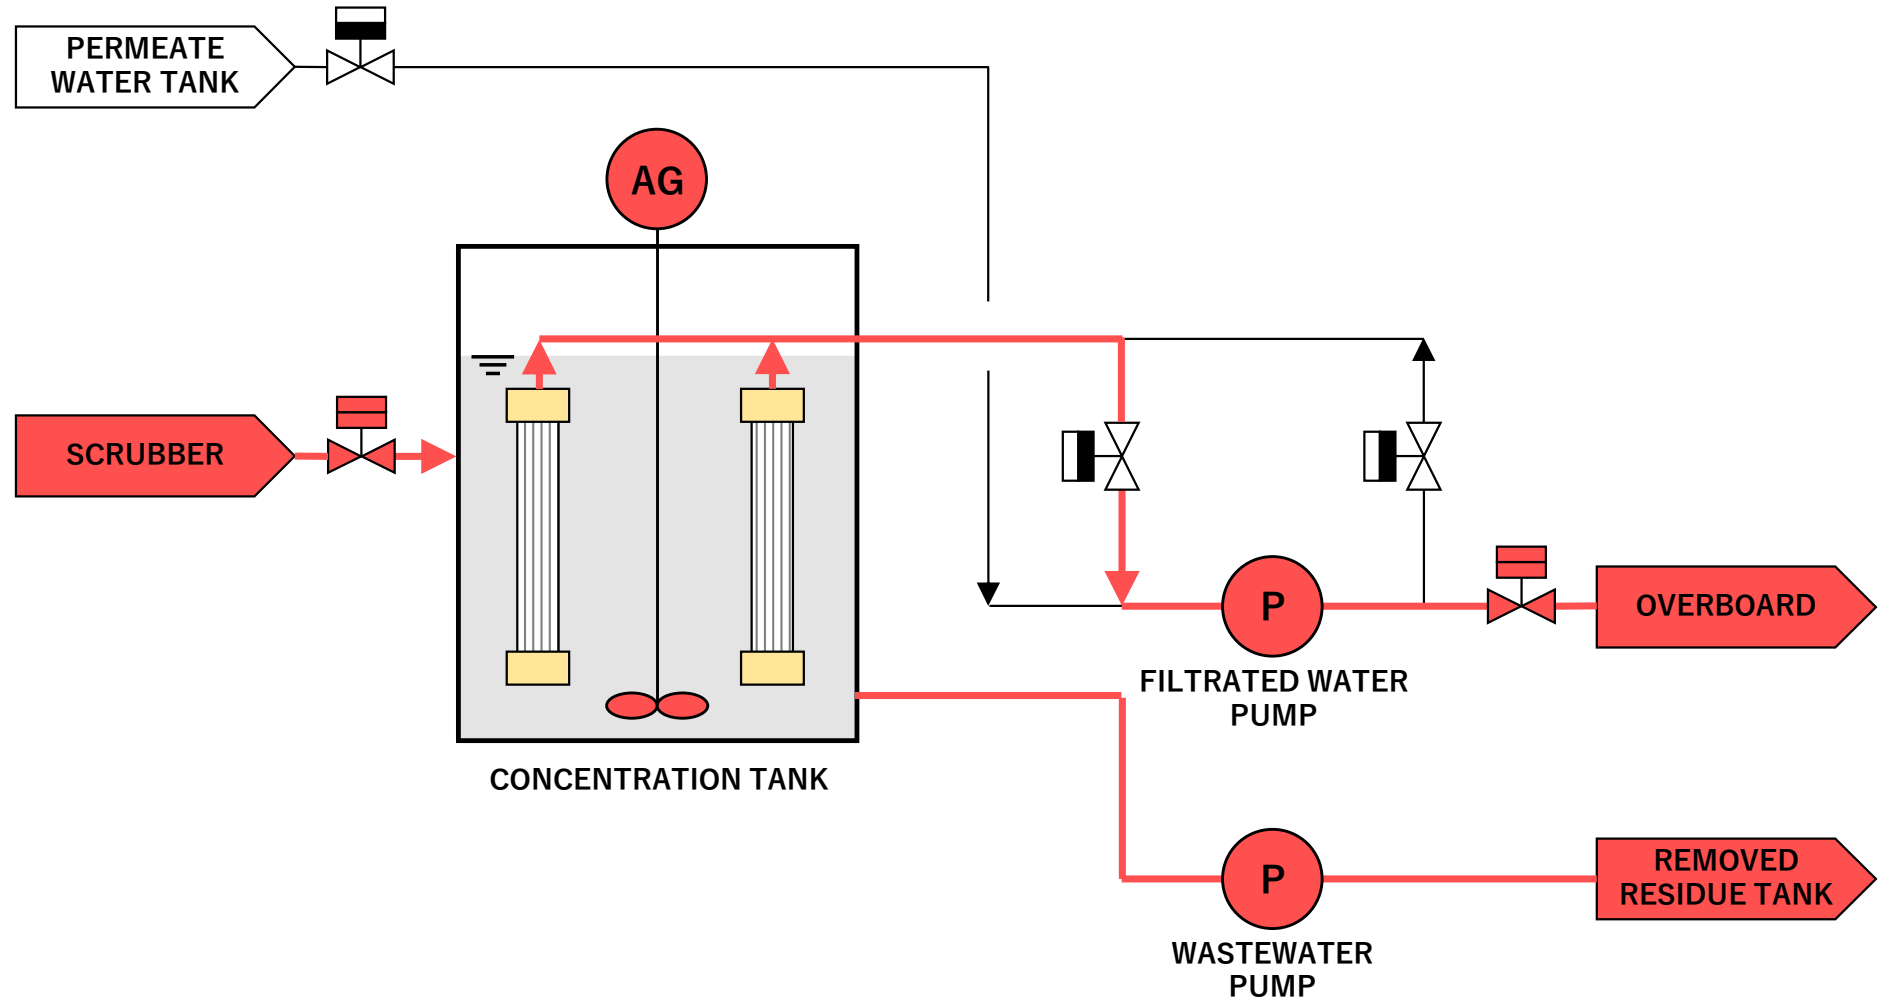 PERMEATE
WATER TANK
AG
SCRUBBER
P
OVERBOARD
FILTRATED WATER
PUMP
CONCENTRATION TANK
P
REMOVED
RESIDUE TANK
WASTEWATER
PUMP